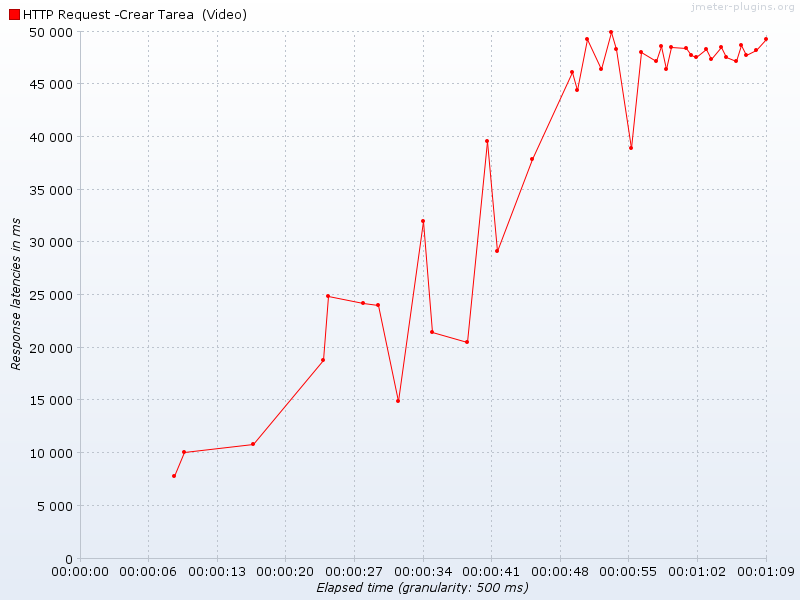 jmeter-plugins.org
HTTP Request -Crear Tarea  (Video)
50 000
45 000
40 000
35 000
30 000
25 000
20 000
15 000
10 000
5 000
0
Response latencies in ms
00:00:00 00:00:06 00:00:13 00:00:20 00:00:27 00:00:34 00:00:41 00:00:48 00:00:55 00:01:02 00:01:09
Elapsed time (granularity: 500 ms)